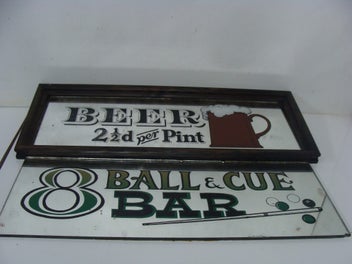 BEER
2½d per Pint
8 BALL & CUE
BAR